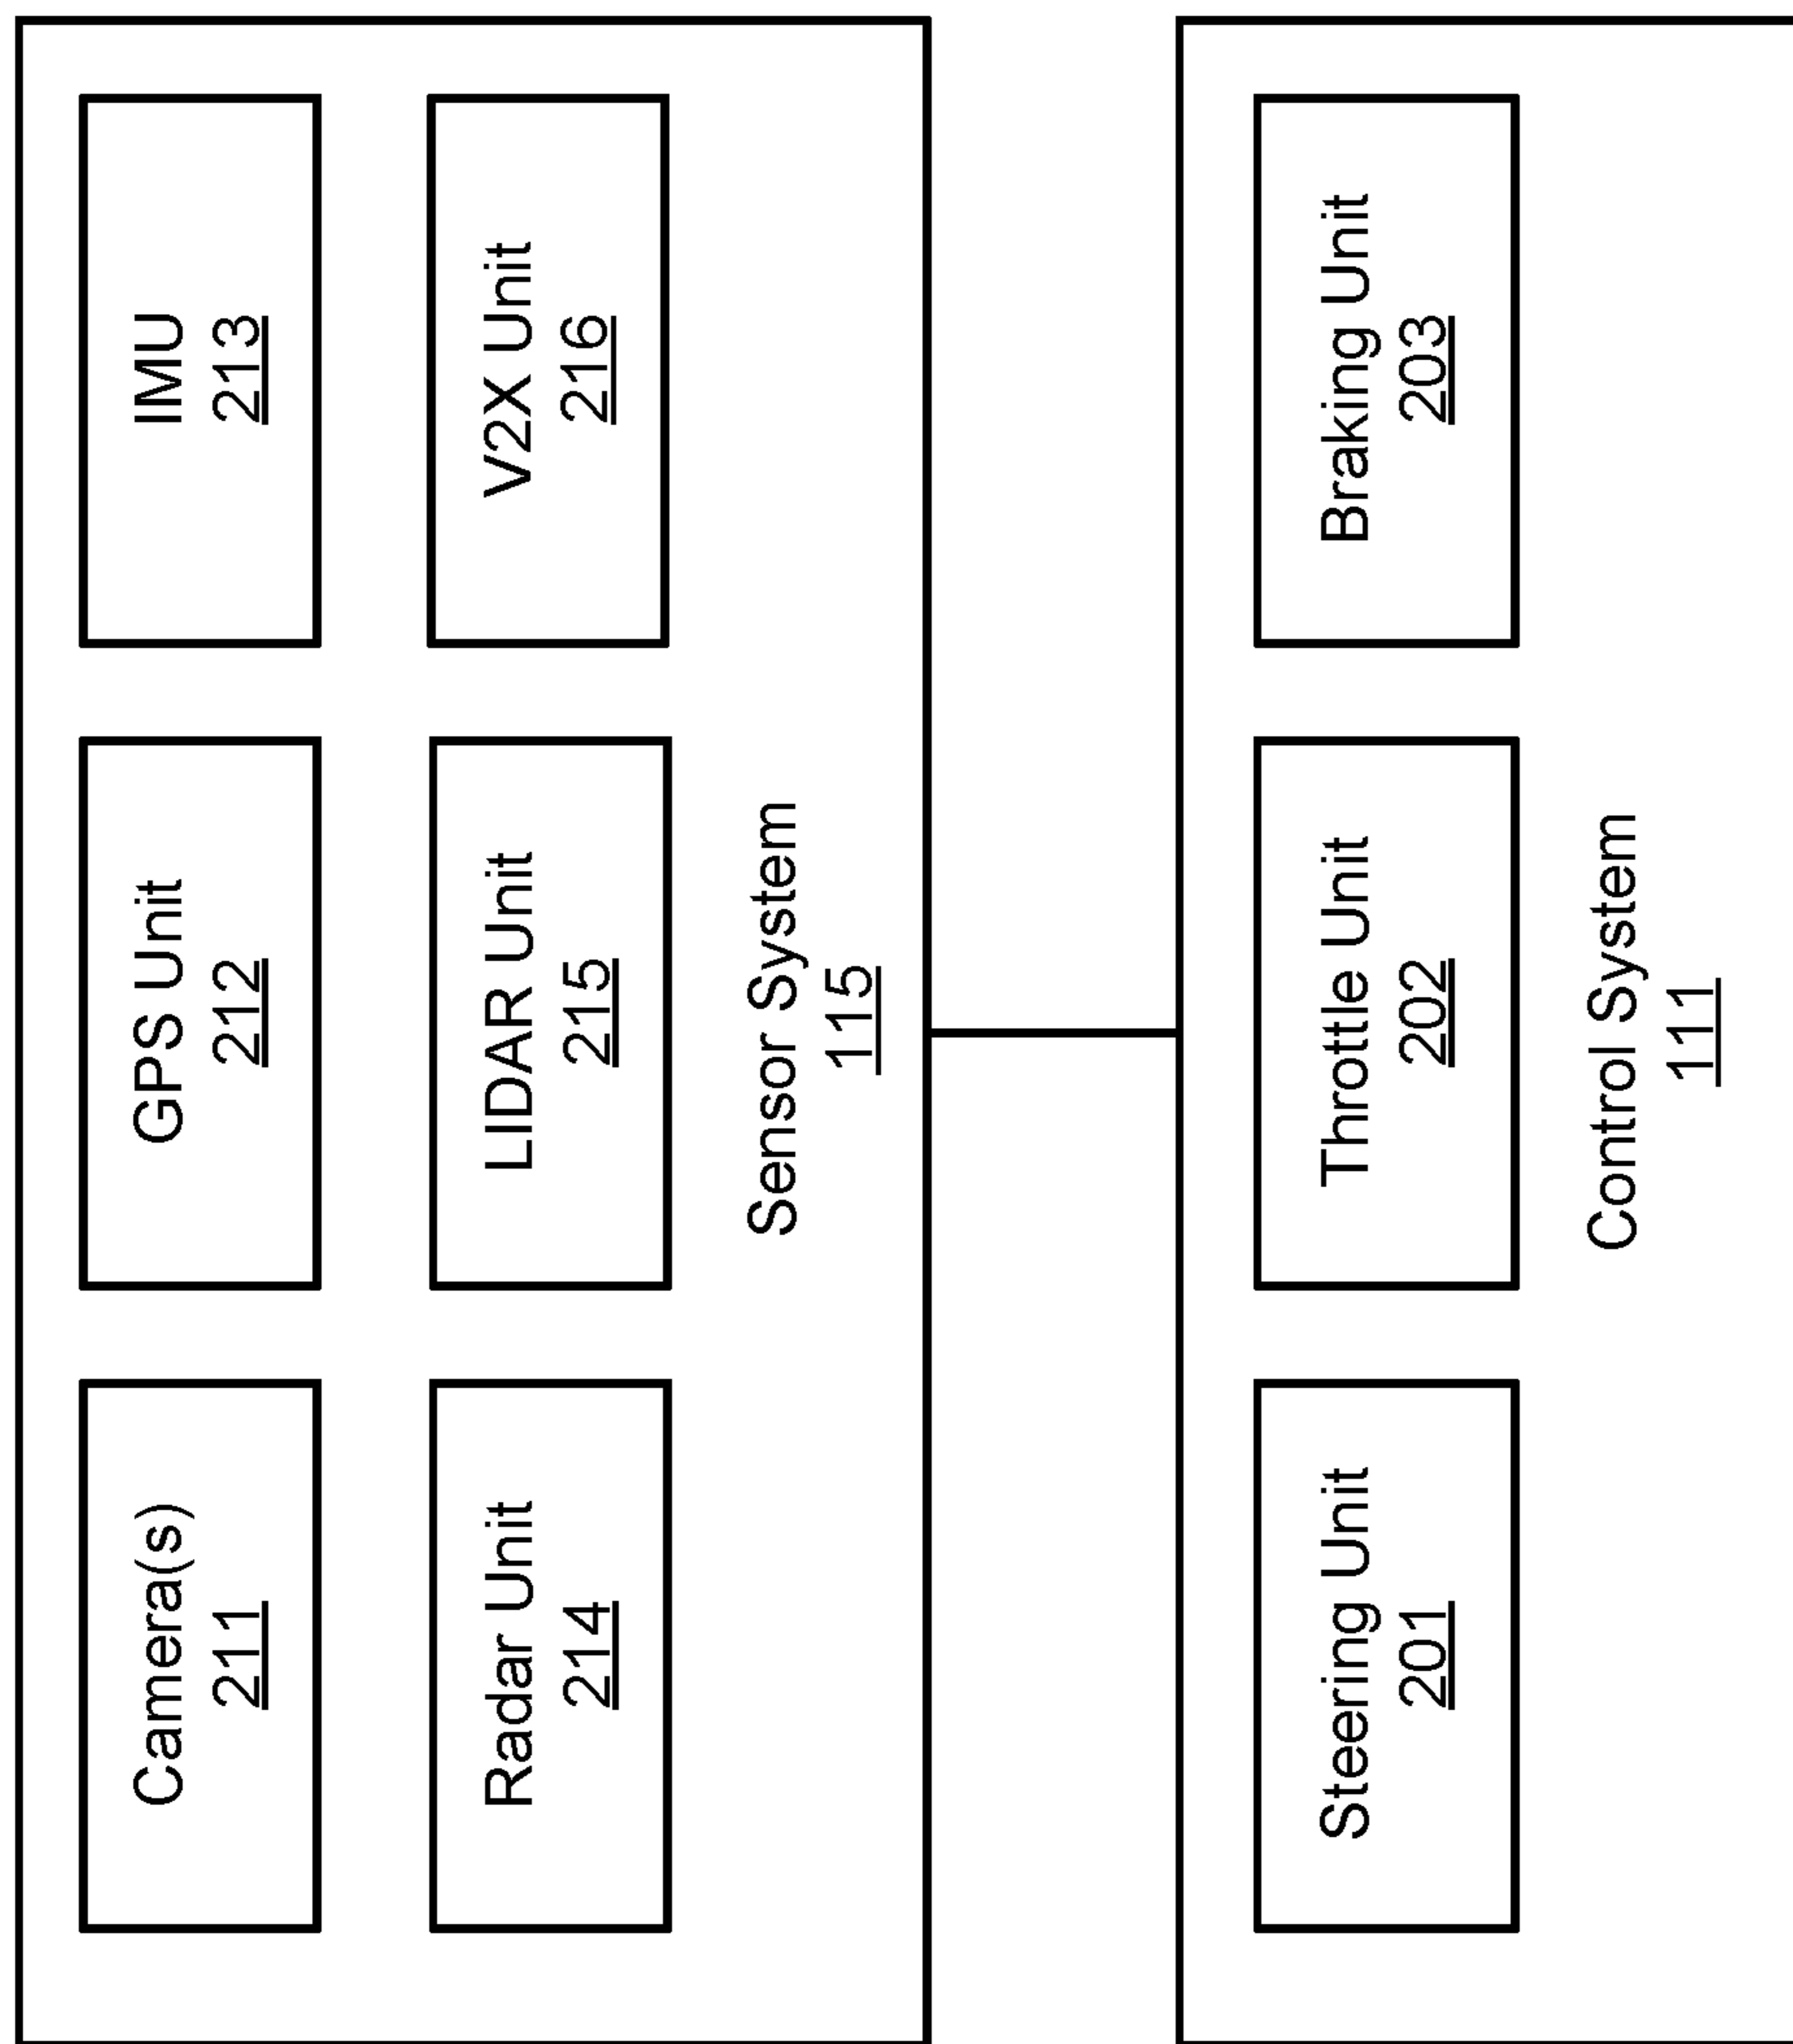 Camera(s)
211
GPS Unit
212
IMU
213
Radar Unit
214
LIDAR Unit
215
V2X Unit
216
Sensor System
115
Steering Unit
201
Throttle Unit
202
Braking Unit
203
Control System
111